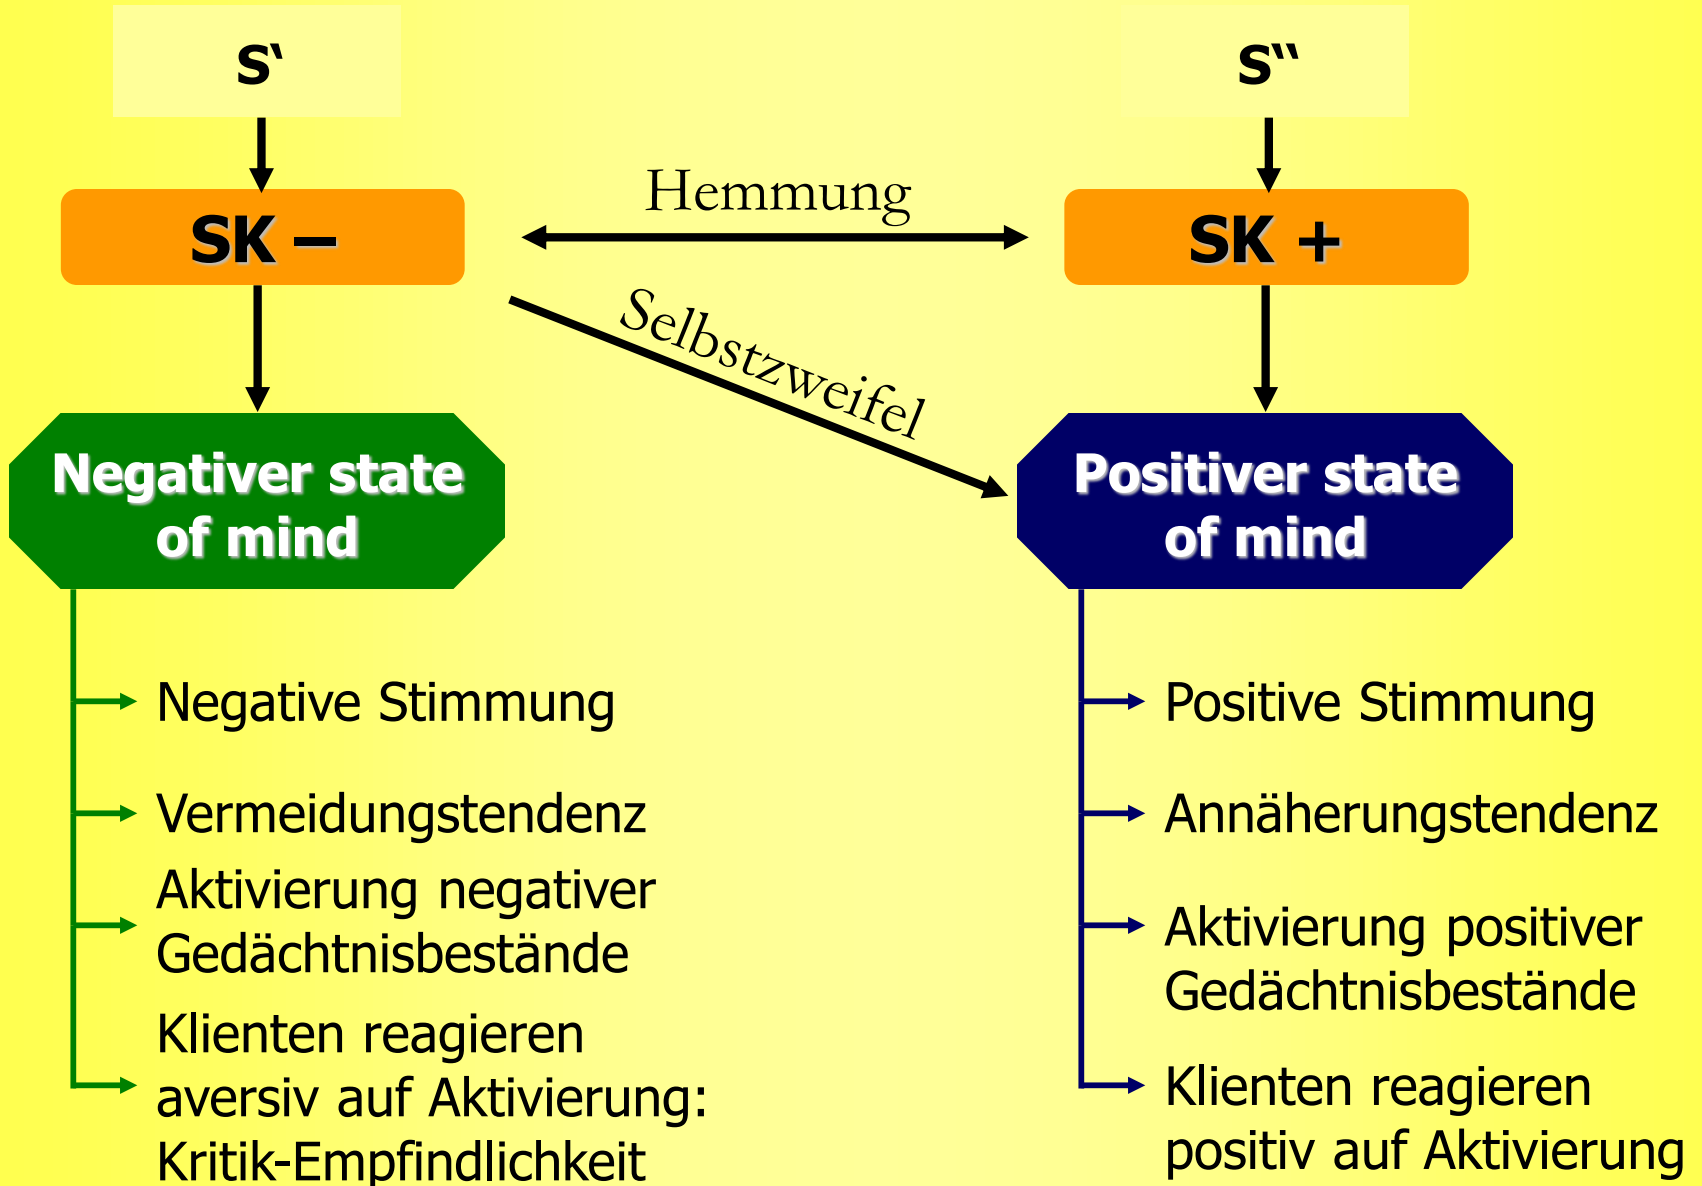 S‘
S“
SK –
Hemmung
SK +
Selbstzweifel
Negativer state
of mind
Positiver state
of mind
Negative Stimmung
Vermeidungstendenz
Aktivierung negativer
Gedächtnisbestände
Klienten reagieren
aversiv auf Aktivierung:
Kritik-Empfindlichkeit
Positive Stimmung
Annäherungstendenz
Aktivierung positiver
Gedächtnisbestände
Klienten reagieren
positiv auf Aktivierung